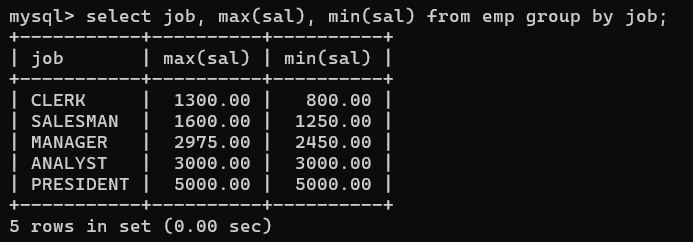 mysql> select job, max(sal), min(sal) from emp group by job;
+-----------+----------+----------+
| job       | max(sal) | min(sal) |
+-----------+----------+----------+
| CLERK     |  1300.00 |   800.00 |
| SALESMAN  |  1600.00 |  1250.00 |
| MANAGER   |  2975.00 |  2450.00 |
| ANALYST   |  3000.00 |  3000.00 |
| PRESIDENT |  5000.00 |  5000.00 |
+-----------+----------+----------+
5 rows in set (0.00 sec)